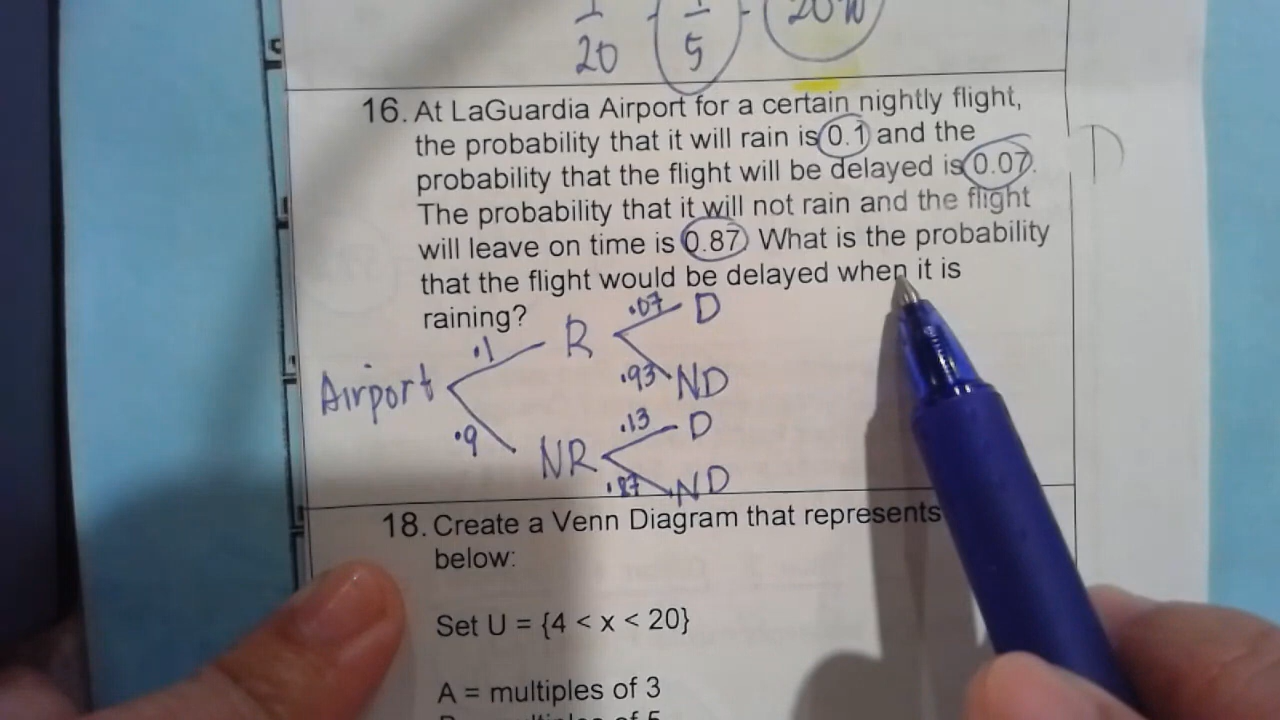 1
20
1
5
20%
16. At LaGuardia Airport for a certain nightly flight,
the probability that it will rain is 0.1 and the
probability that the flight will be delayed is 0.07.
The probability that it will not rain and the flight
will leave on time is 0.87. What is the probability
that the flight would be delayed when it is
raining?
.07 D
.1 R
.93 ND
Airport
.13 D
.9 NR
.87 ND
18. Create a Venn Diagram that represents
below:
Set U = {4 < x < 20}
A = multiples of 3